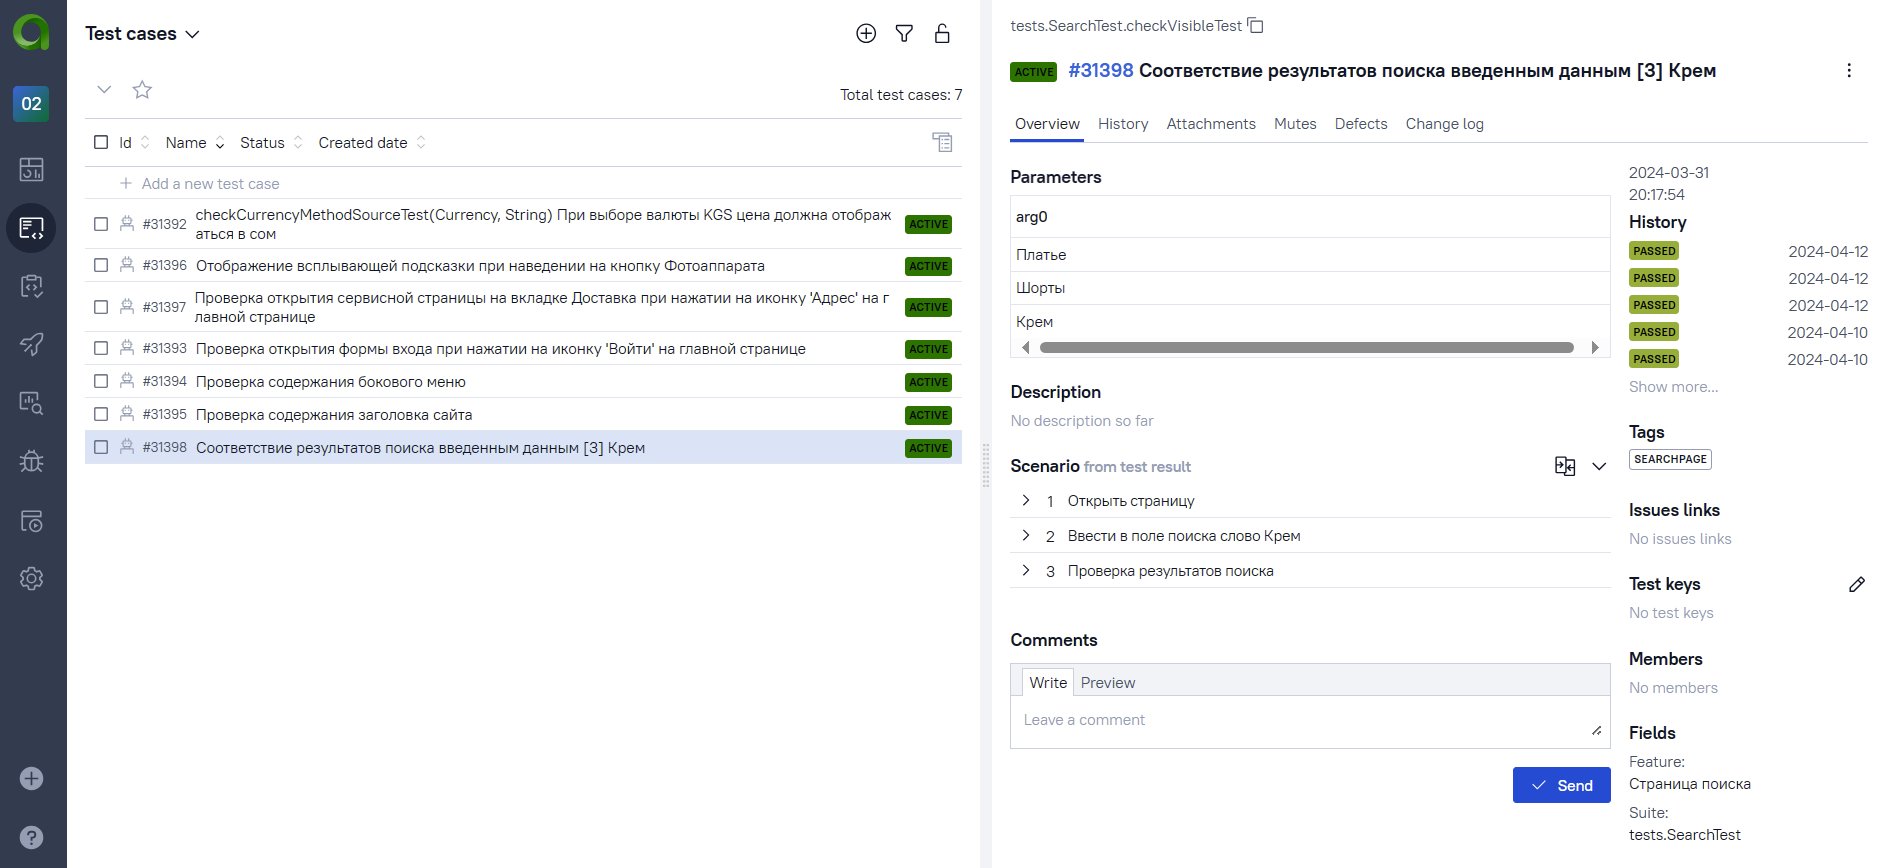 02
Test cases
Total test cases: 7
Id Name Status Created date
Add a new test case
#31392 checkCurrencyMethodSourceTest(Currency, String) При выборе валюты KGS цена должна отображ
аться в сом ACTIVE
#31396 Отображение всплывающей подсказки при наведении на кнопку Фотоаппарата ACTIVE
#31397 Проверка открытия сервисной страницы на вкладке Доставка при нажатии на иконку 'Адрес' на г
лавной странице ACTIVE
#31393 Проверка открытия формы входа при нажатии на иконку 'Войти' на главной странице ACTIVE
#31394 Проверка содержания бокового меню ACTIVE
#31395 Проверка содержания заголовка сайта ACTIVE
#31398 Соответствие результатов поиска введенным данным [3] Крем ACTIVE
tests.SearchTest.checkVisibleTest
ACTIVE #31398 Соответствие результатов поиска введенным данным [3] Крем
Overview History Attachments Mutes Defects Change log
Parameters
arg0
Платье
Шорты
Крем
Description
No description so far
Scenario from test result
1 Открыть страницу
2 Ввести в поле поиска слово Крем
3 Проверка результатов поиска
Comments
Write Preview
Leave a comment
Send
2024-03-31
20:17:54
History
PASSED 2024-04-12
PASSED 2024-04-12
PASSED 2024-04-12
PASSED 2024-04-10
PASSED 2024-04-10
Show more...
Tags
SEARCHPAGE
Issues links
No issues links
Test keys
No test keys
Members
No members
Fields
Feature:
Страница поиска
Suite:
tests.SearchTest